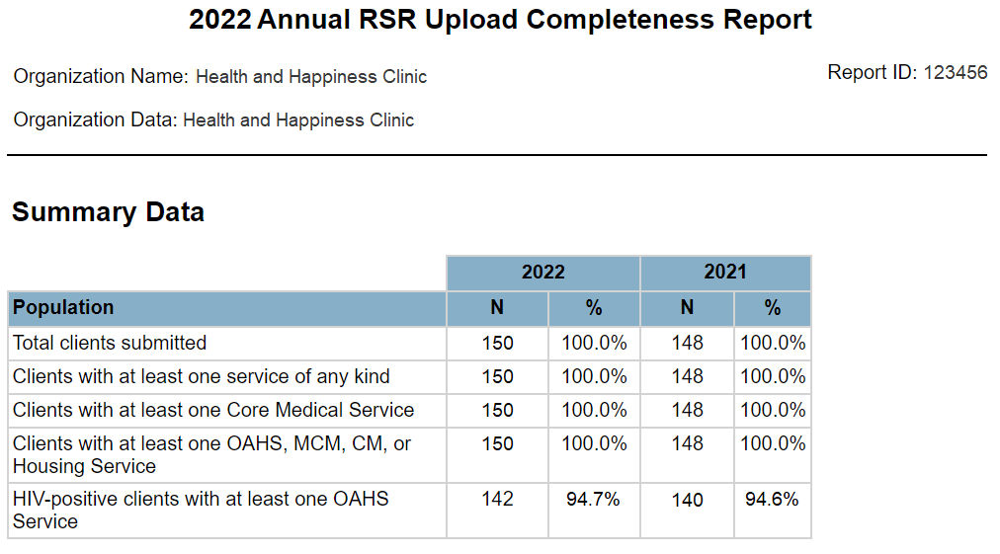 2022 Annual RSR Upload Completeness Report
Organization Name: Health and Happiness Clinic
Report ID: 123456
Organization Data: Health and Happiness Clinic
Summary Data
2022 2021
Population N % N %
Total clients submitted 150 100.0% 148 100.0%
Clients with at least one service of any kind 150 100.0% 148 100.0%
Clients with at least one Core Medical Service 150 100.0% 148 100.0%
Clients with at least one OAHS, MCM, CM, or 150 100.0% 148 100.0%
Housing Service
HIV-positive clients with at least one OAHS 142 94.7% 140 94.6%
Service